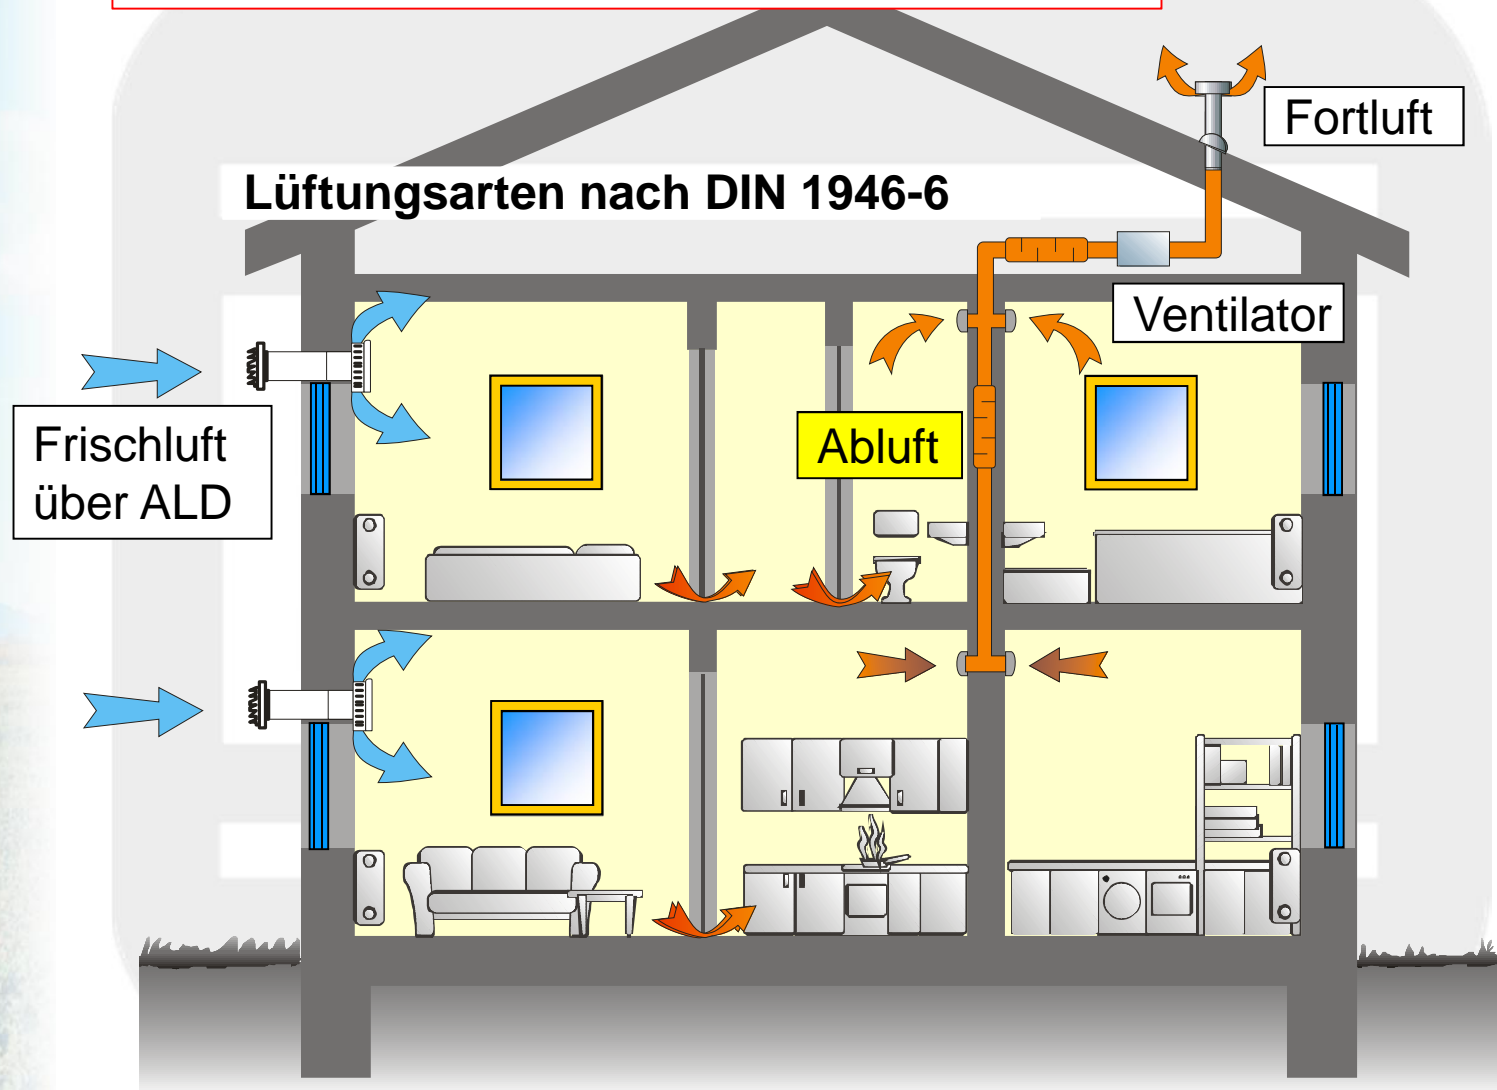 Fortluft
Lüftungsarten nach DIN 1946-6
Ventilator
Frischluft
über ALD
Abluft